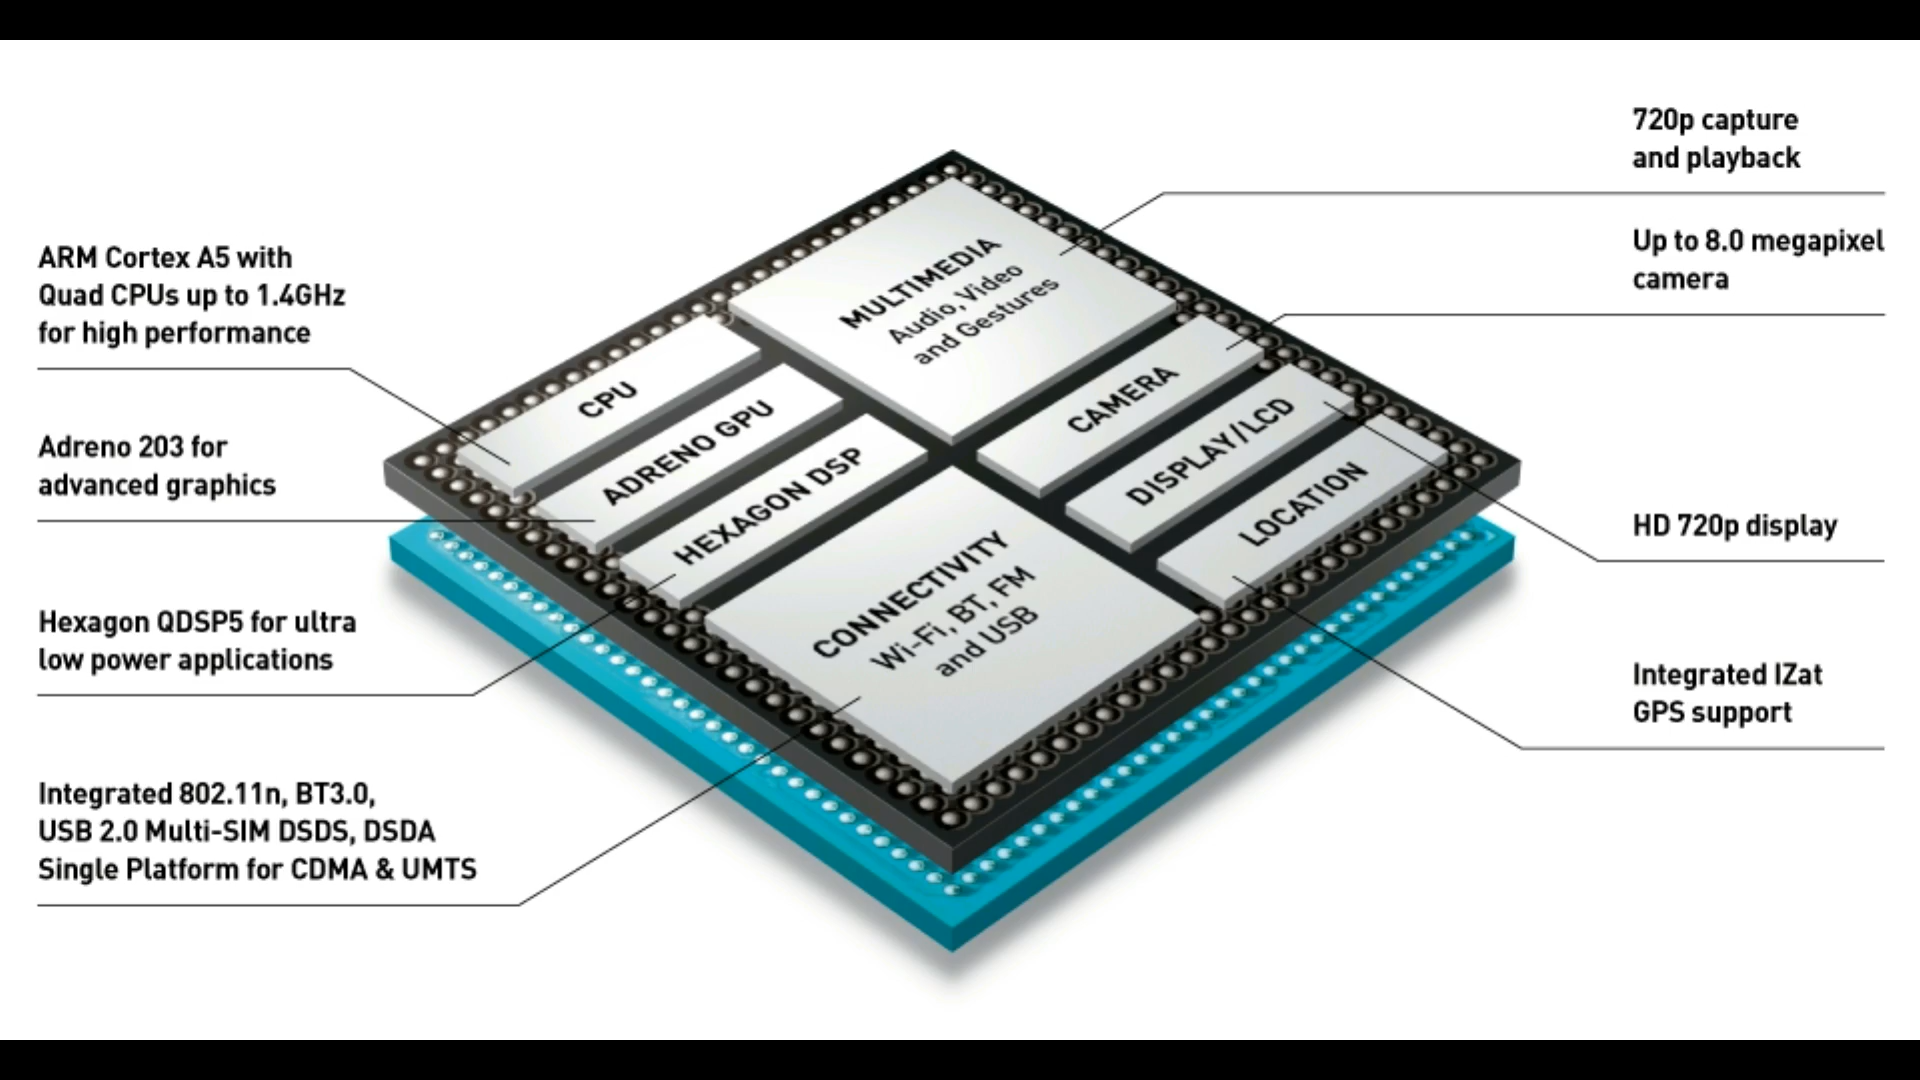 720p capture
and playback
Up to 8.0 megapixel
camera
ARM Cortex A5 with
Quad CPUs up to 1.4GHz
for high performance
Adreno 203 for
advanced graphics
Hexagon QDSP5 for ultra
low power applications
Integrated 802.11n, BT3.0,
USB 2.0 Multi-SIM DSDS, DSDA
Single Platform for CDMA & UMTS
MULTIMEDIA
Audio, Video
and Gestures
CPU
ADRENO GPU
HEXAGON DSP
CAMERA
DISPLAY/LCD
LOCATION
CONNECTIVITY
Wi-Fi, BT, FM
and USB
HD 720p display
Integrated IZat
GPS support